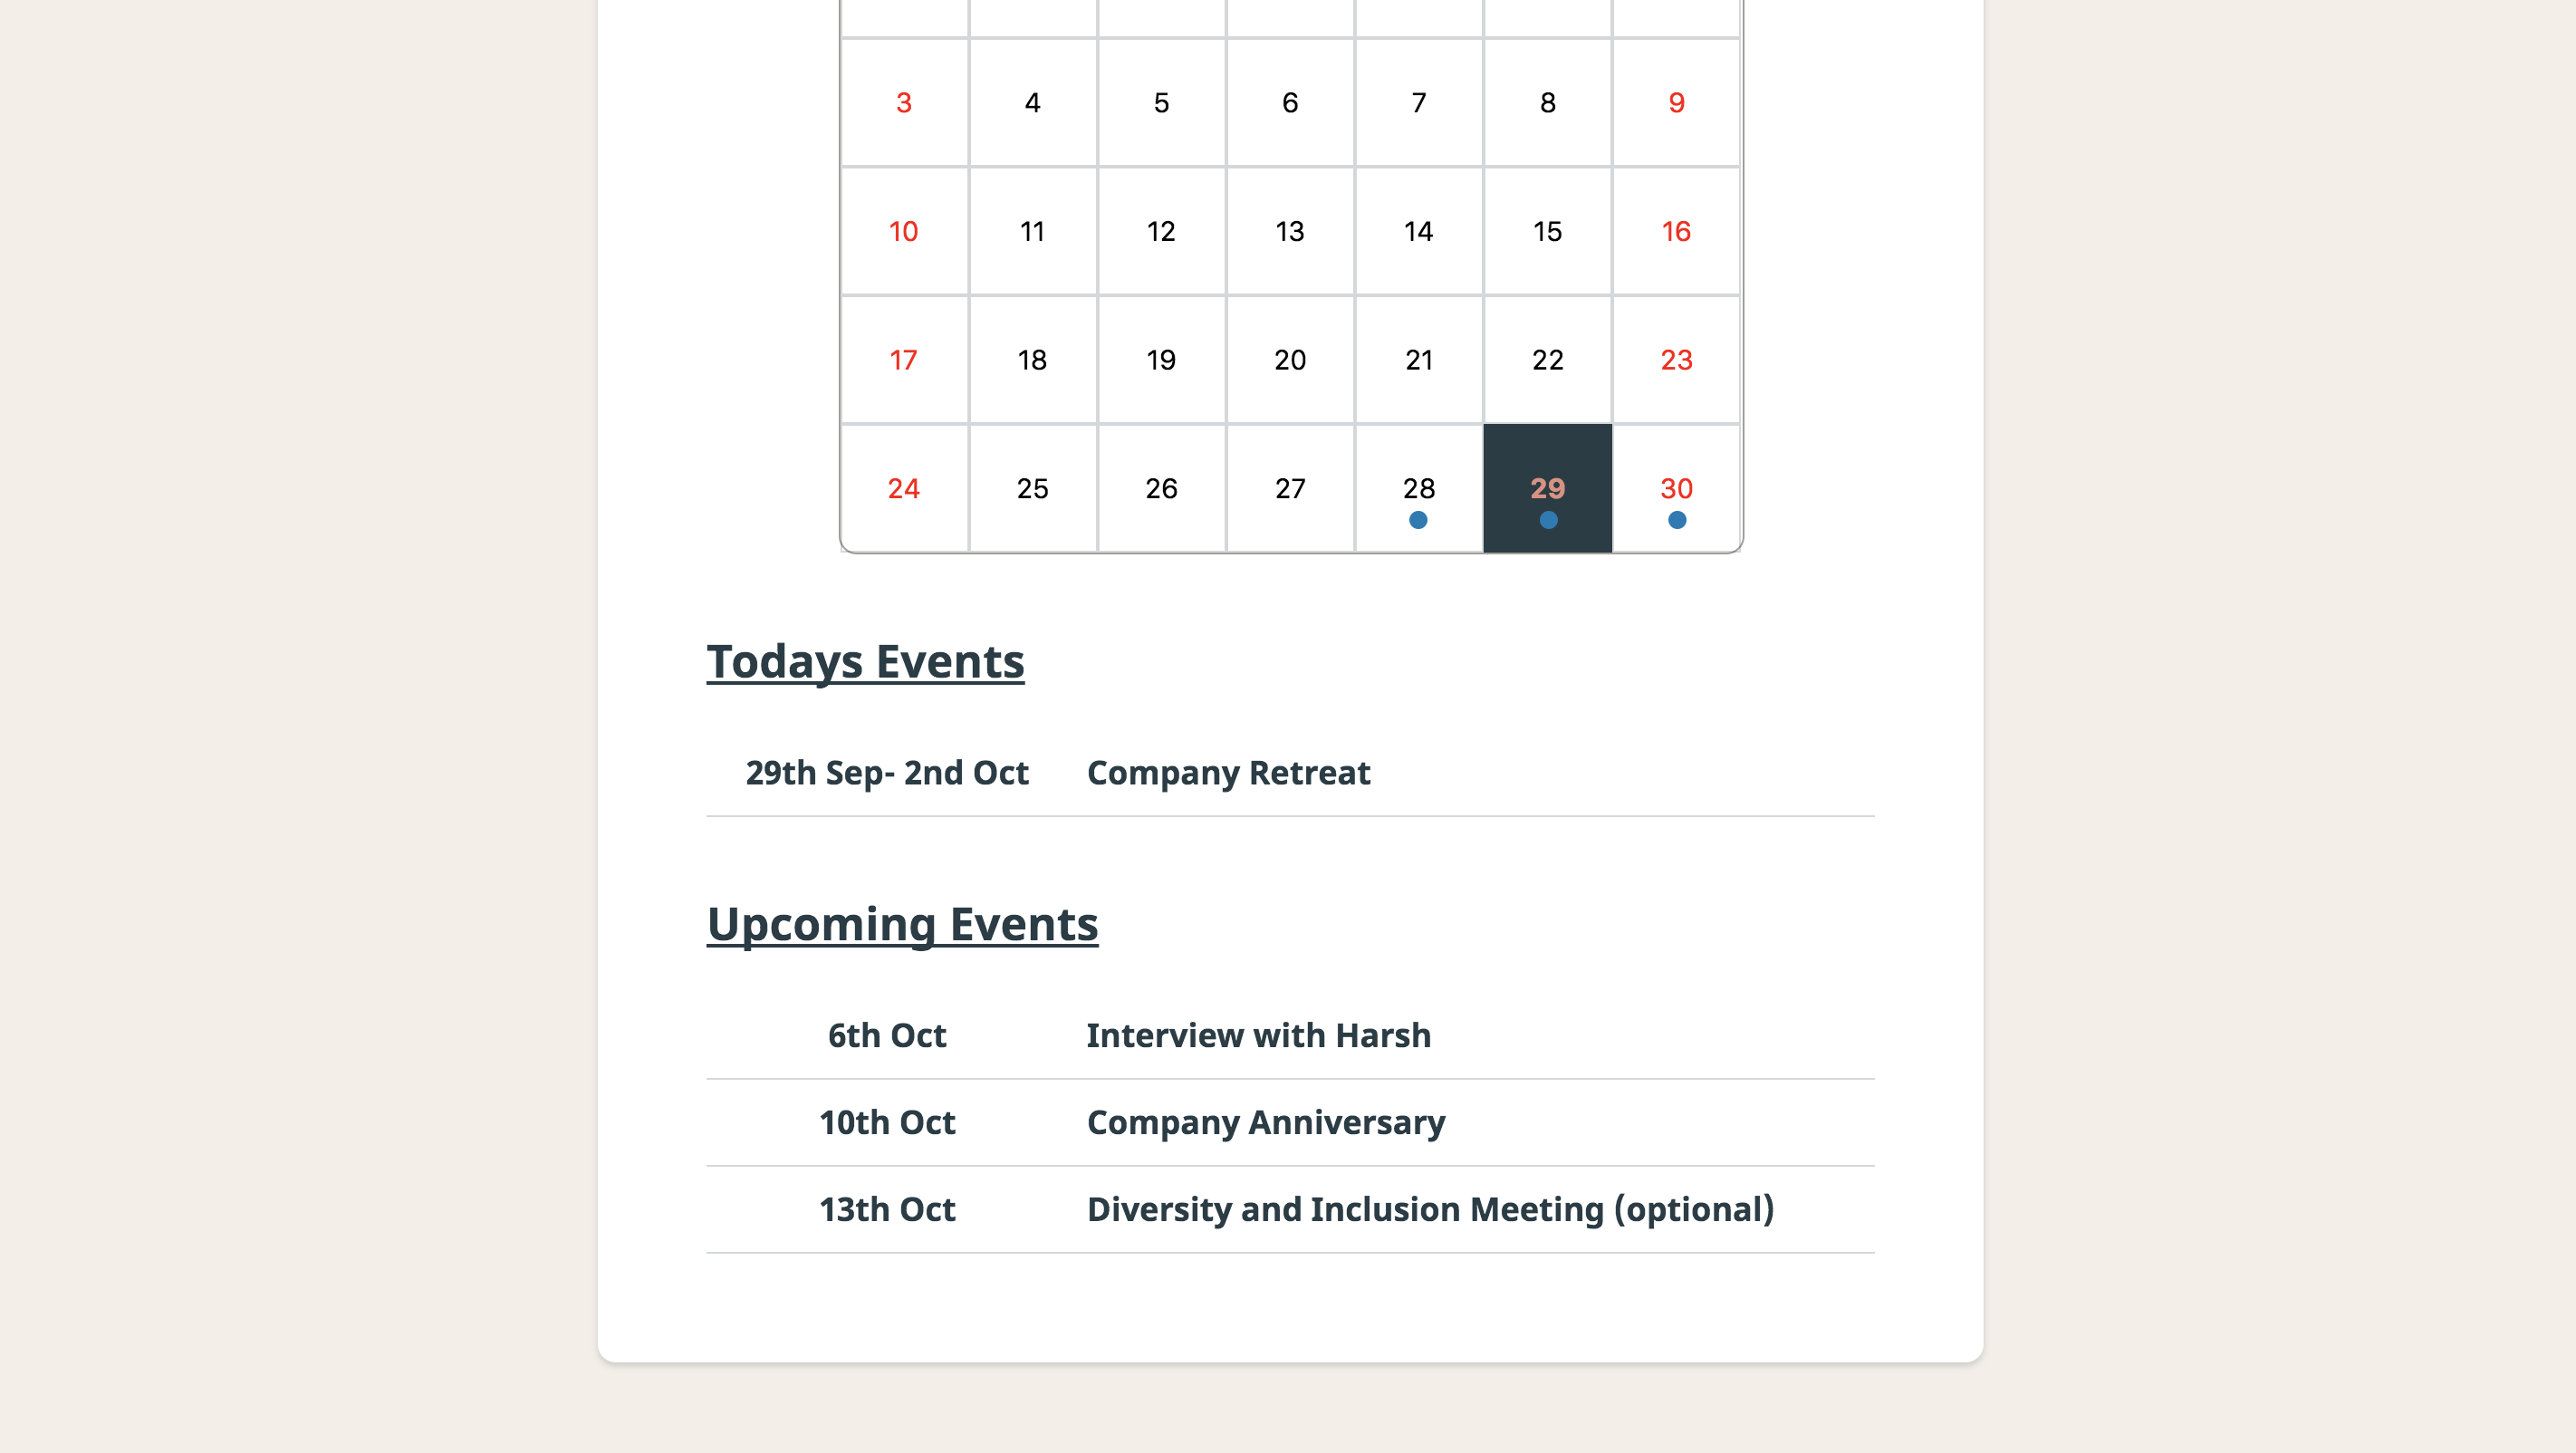 3 4 5 6 7 8 9
10 11 12 13 14 15 16
17 18 19 20 21 22 23
24 25 26 27 28 29 30
Todays Events
29th Sep- 2nd Oct Company Retreat
Upcoming Events
6th Oct Interview with Harsh
10th Oct Company Anniversary
13th Oct Diversity and Inclusion Meeting (optional)